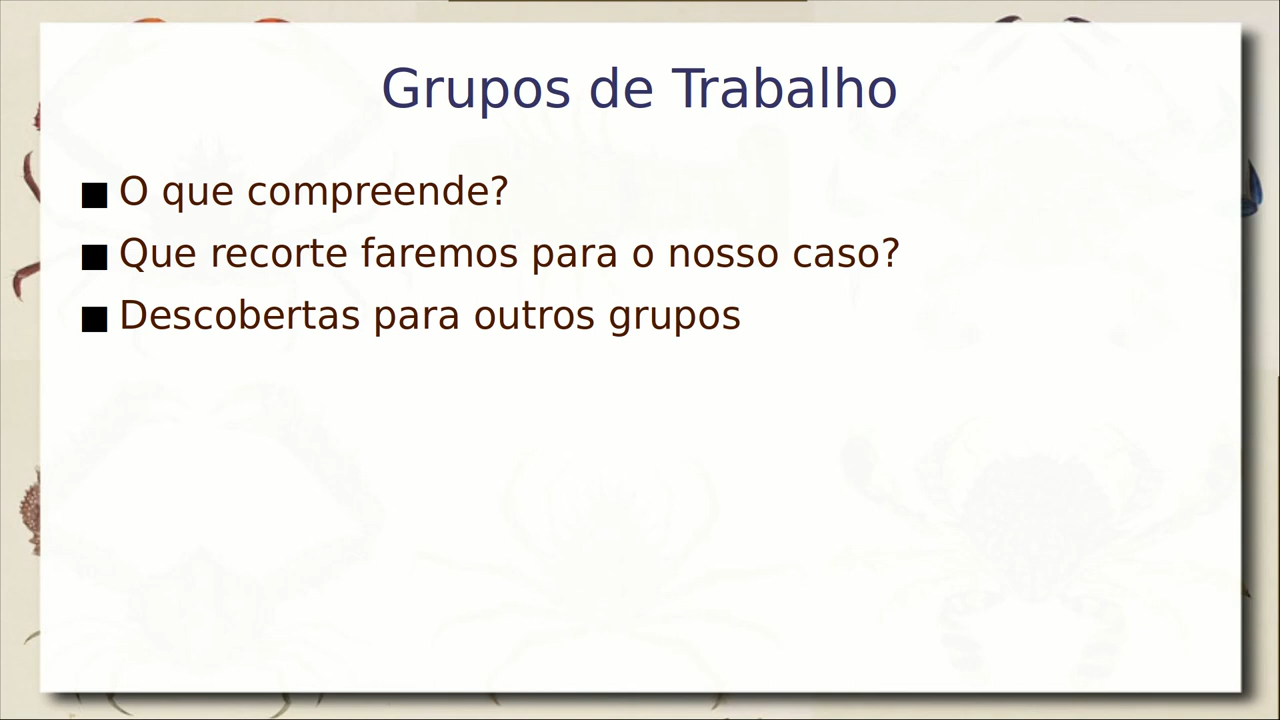 Grupos de Trabalho
■ O que compreende?
■ Que recorte faremos para o nosso caso?
■ Descobertas para outros grupos